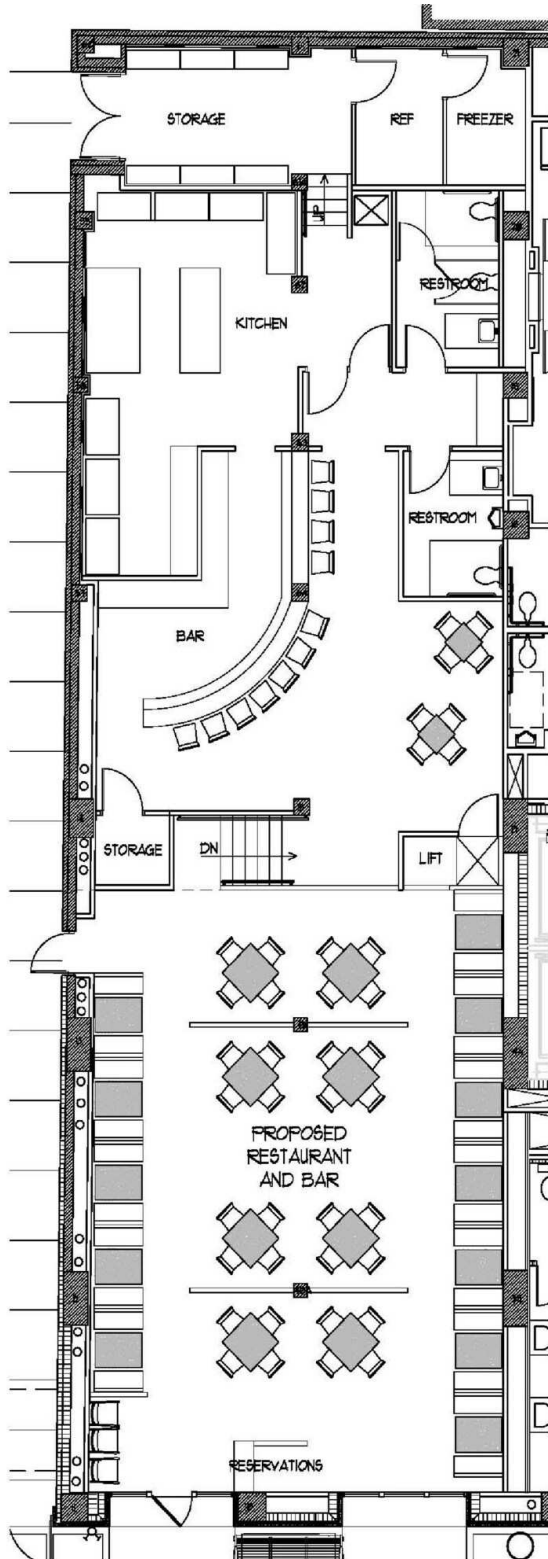 STORAGE
REF
FREEZER
UP
RESTROOM
KITCHEN
RESTROOM
BAR
STORAGE
DN
LIFT
PROPOSED
RESTAURANT
AND BAR
RESERVATIONS